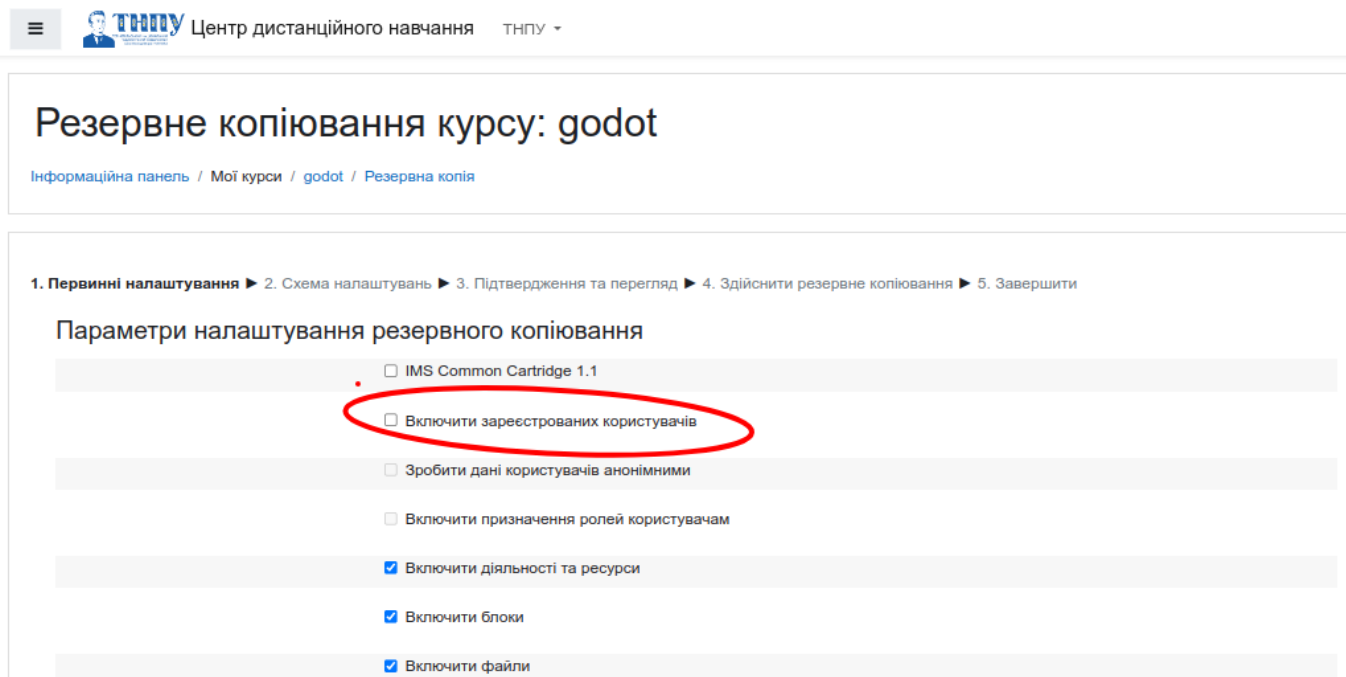 ТНПУ Центр дистанційного навчання ТНПУ
Резервне копіювання курсу: godot
Інформаційна панель / Мої курси / godot / Резервна копія
1. Первинні налаштування ► 2. Схема налаштувань ► 3. Підтвердження та перегляд ► 4. Здійснити резервне копіювання ► 5. Завершити
Параметри налаштування резервного копіювання
IMS Common Cartridge 1.1
Включити зареєстрованих користувачів
Зробити дані користувачів анонімними
Включити призначення ролей користувачам
Включити діяльності та ресурси
Включити блоки
Включити файли